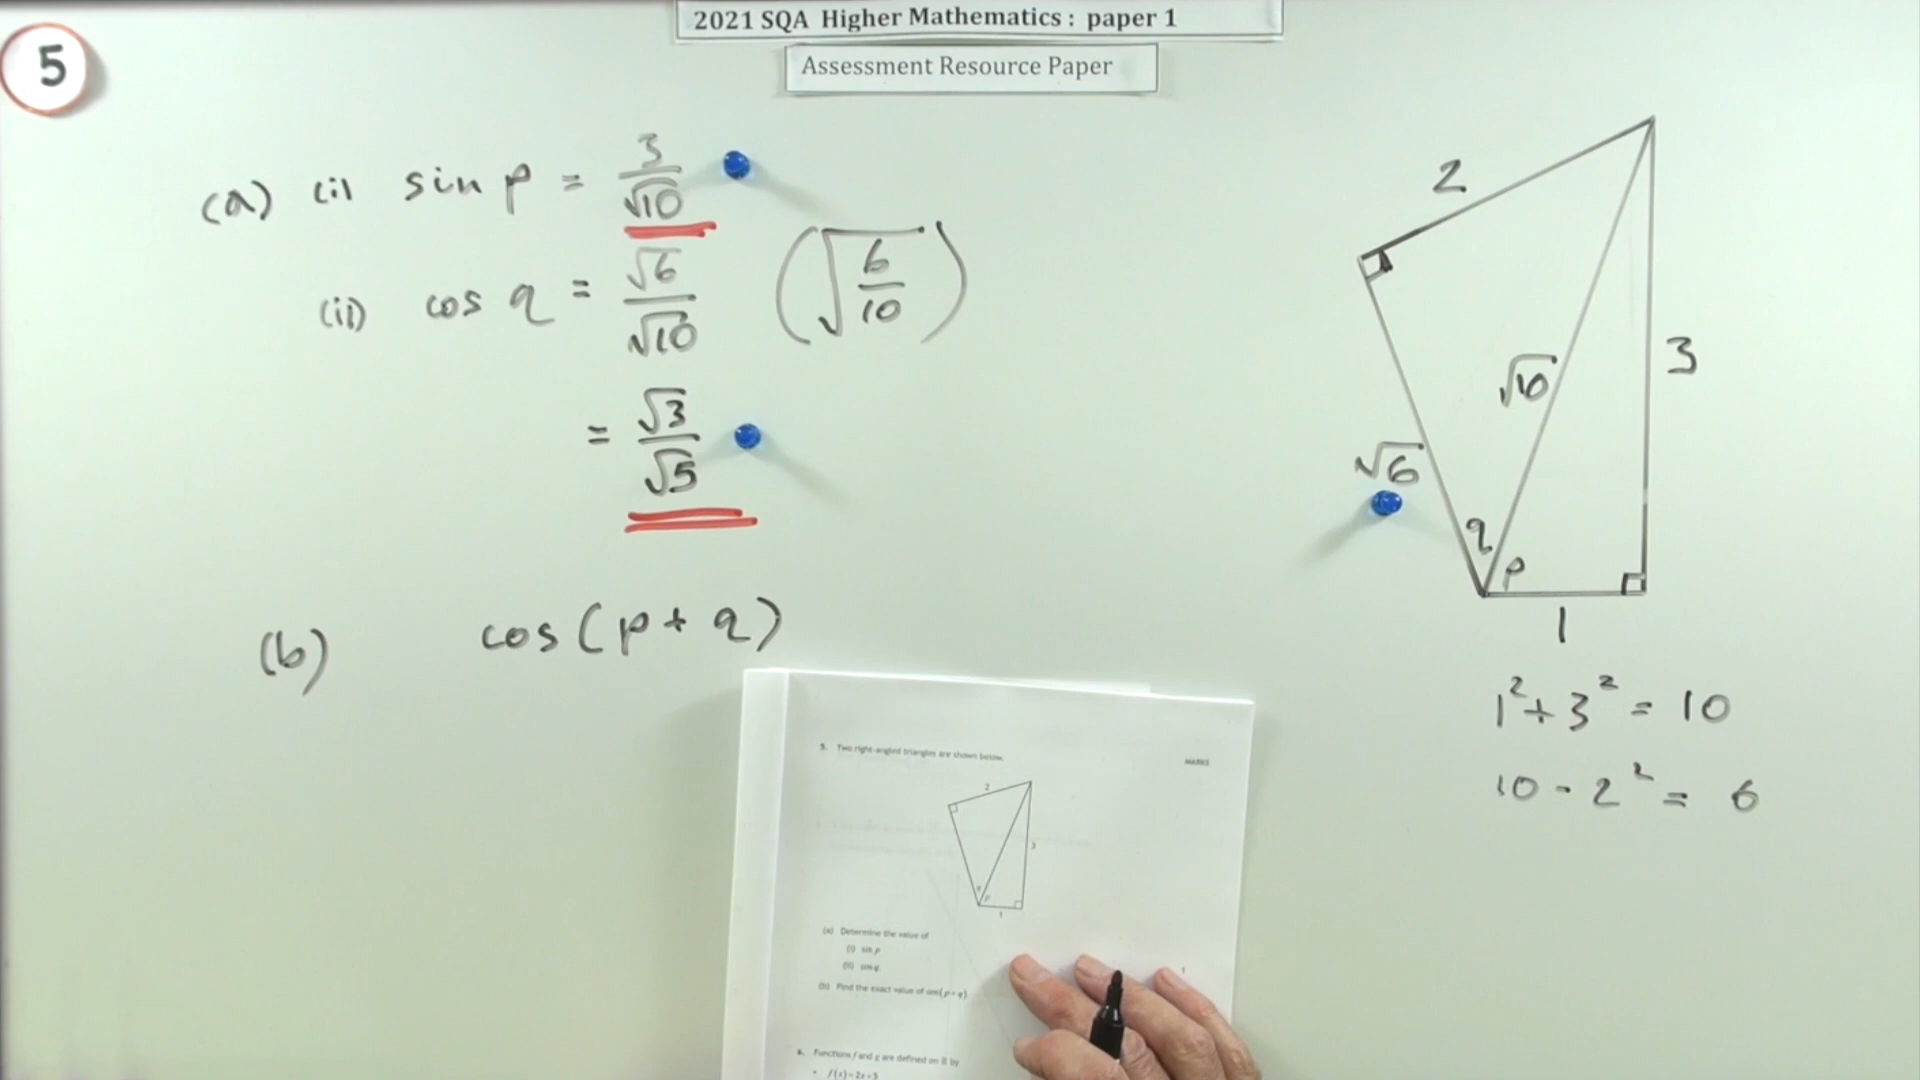 2021 SQA Higher Mathematics : paper 1
Assessment Resource Paper
5
(a) (i) sin p = 3/√10
(ii) cos q = √6/√10 (√(6/10))
= √3/√5
(b) cos(p + q)
2
3
√10
√6
q
p
1
1² + 3² = 10
10 - 2² = 6
5. Two right-angled triangles are shown below.
MARKS
2
3
q
p
1
(a) Determine the value of
(i) sin p
(ii) cos q
1
(b) Find the exact value of
6. Functions f and g are defined on ℝ by
• f(x)=2x+5